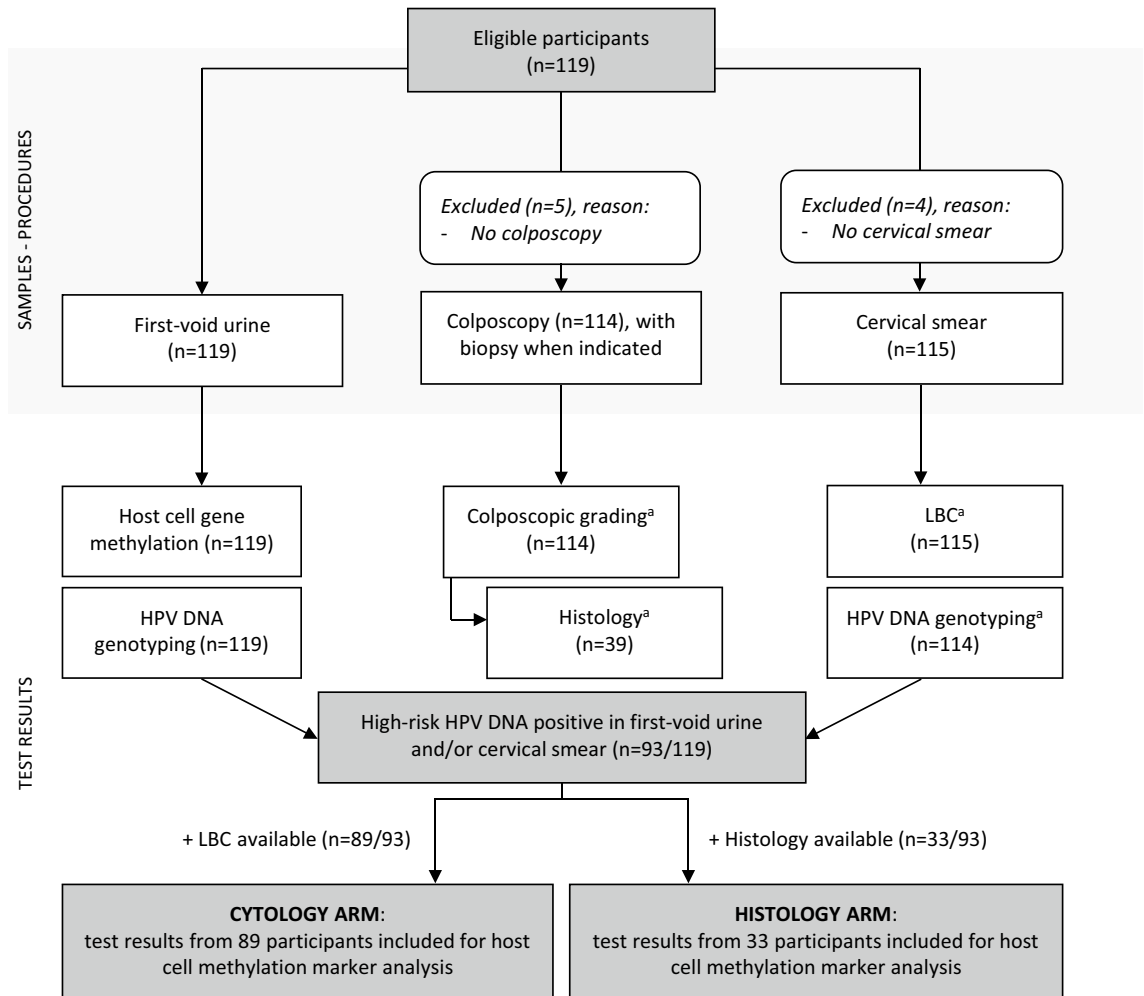 Eligible participants
(n=119)
SAMPLES - PROCEDURES
Excluded (n=5), reason:
- No colposcopy
Excluded (n=4), reason:
- No cervical smear
First-void urine
(n=119)
Colposcopy (n=114), with
biopsy when indicated
Cervical smear
(n=115)
TEST RESULTS
Host cell gene
methylation (n=119)
Colposcopic gradingᵃ
(n=114)
LBCᵃ
(n=115)
HPV DNA
genotyping (n=119)
Histologyᵃ
(n=39)
HPV DNA genotypingᵃ
(n=114)
High-risk HPV DNA positive in first-void urine
and/or cervical smear (n=93/119)
+ LBC available (n=89/93)
+ Histology available (n=33/93)
CYTOLOGY ARM:
test results from 89 participants included for host
cell methylation marker analysis
HISTOLOGY ARM:
test results from 33 participants included for host
cell methylation marker analysis